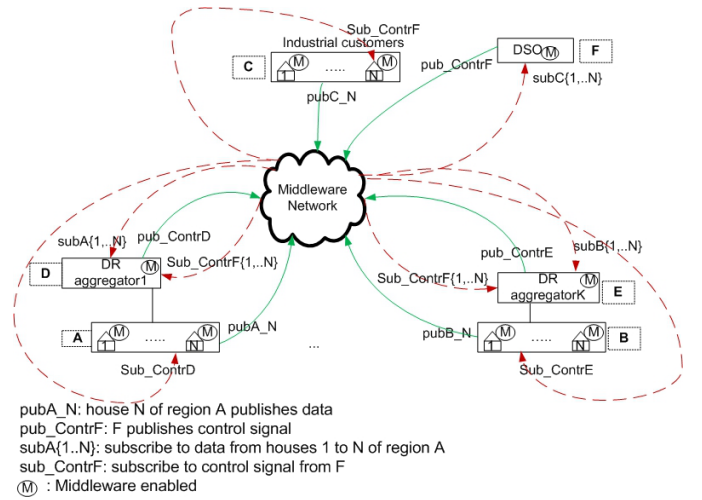 Sub_ContrF
Industrial customers
C
M
M
1
.....
N
DSO
M
F
pub_ContrF
subC{1,..N}
pubC_N
Middleware
Network
pub_ContrD
subA{1,..N}
Sub_ContrF{1,..N}
D
DR
aggregator1
M
pub_ContrE
subB{1,..N}
Sub_ContrF{1,..N}
DR
aggregatorK
M
E
A
M
M
1
.....
N
pubA_N
...
pubB_N
M
M
1
.....
N
B
Sub_ContrD
Sub_ContrE
pubA_N: house N of region A publishes data
pub_ContrF: F publishes control signal
subA{1..N}: subscribe to data from houses 1 to N of region A
sub_ContrF: subscribe to control signal from F
M : Middleware enabled